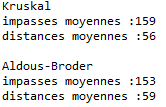 Kruskal
impasses moyennes :159
distances moyennes :56
Aldous-Broder
impasses moyennes :153
distances moyennes :59